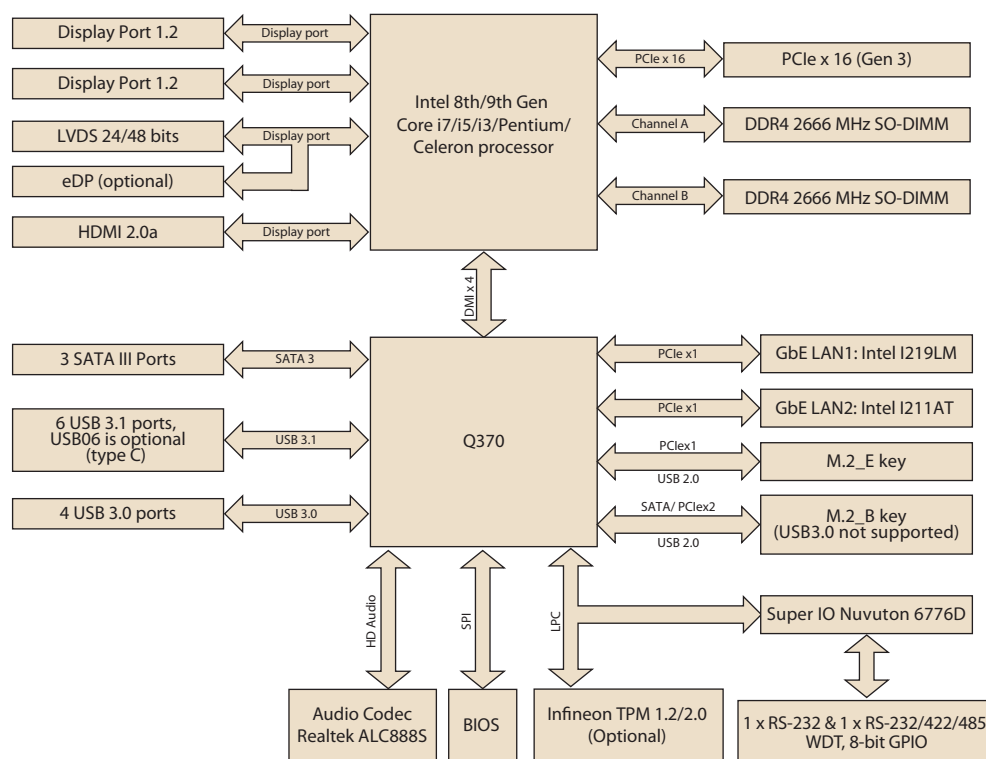 Display Port 1.2
Display port
Display Port 1.2
Display port
LVDS 24/48 bits
Display port
eDP (optional)
HDMI 2.0a
Display port
Intel 8th/9th Gen
Core i7/i5/i3/Pentium/
Celeron processor
PCIe x 16
PCIe x 16 (Gen 3)
Channel A
DDR4 2666 MHz SO-DIMM
Channel B
DDR4 2666 MHz SO-DIMM
DMI x 4
3 SATA III Ports
SATA 3
6 USB 3.1 ports,
USB06 is optional
(type C)
USB 3.1
4 USB 3.0 ports
USB 3.0
Q370
PCIe x1
GbE LAN1: Intel I219LM
PCIe x1
GbE LAN2: Intel I211AT
PCIex1
USB 2.0
M.2_E key
SATA/ PCIex2
USB 2.0
M.2_B key
(USB3.0 not supported)
HD Audio
SPI
LPC
Super IO Nuvuton 6776D
Audio Codec
Realtek ALC888S
BIOS
Infineon TPM 1.2/2.0
(Optional)
1 x RS-232 & 1 x RS-232/422/485
WDT, 8-bit GPIO